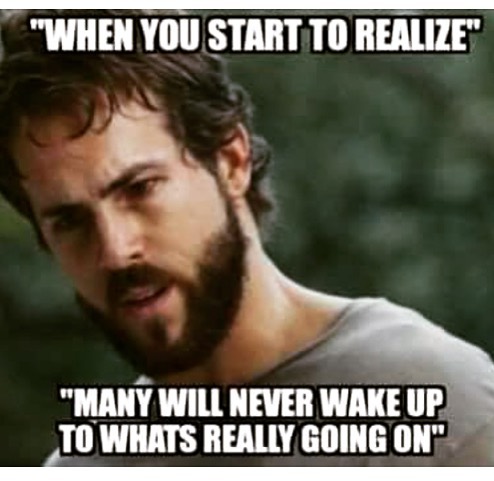 "WHEN YOU START TO REALIZE"
"MANY WILL NEVER WAKE UP
TO WHATS REALLY GOING ON"